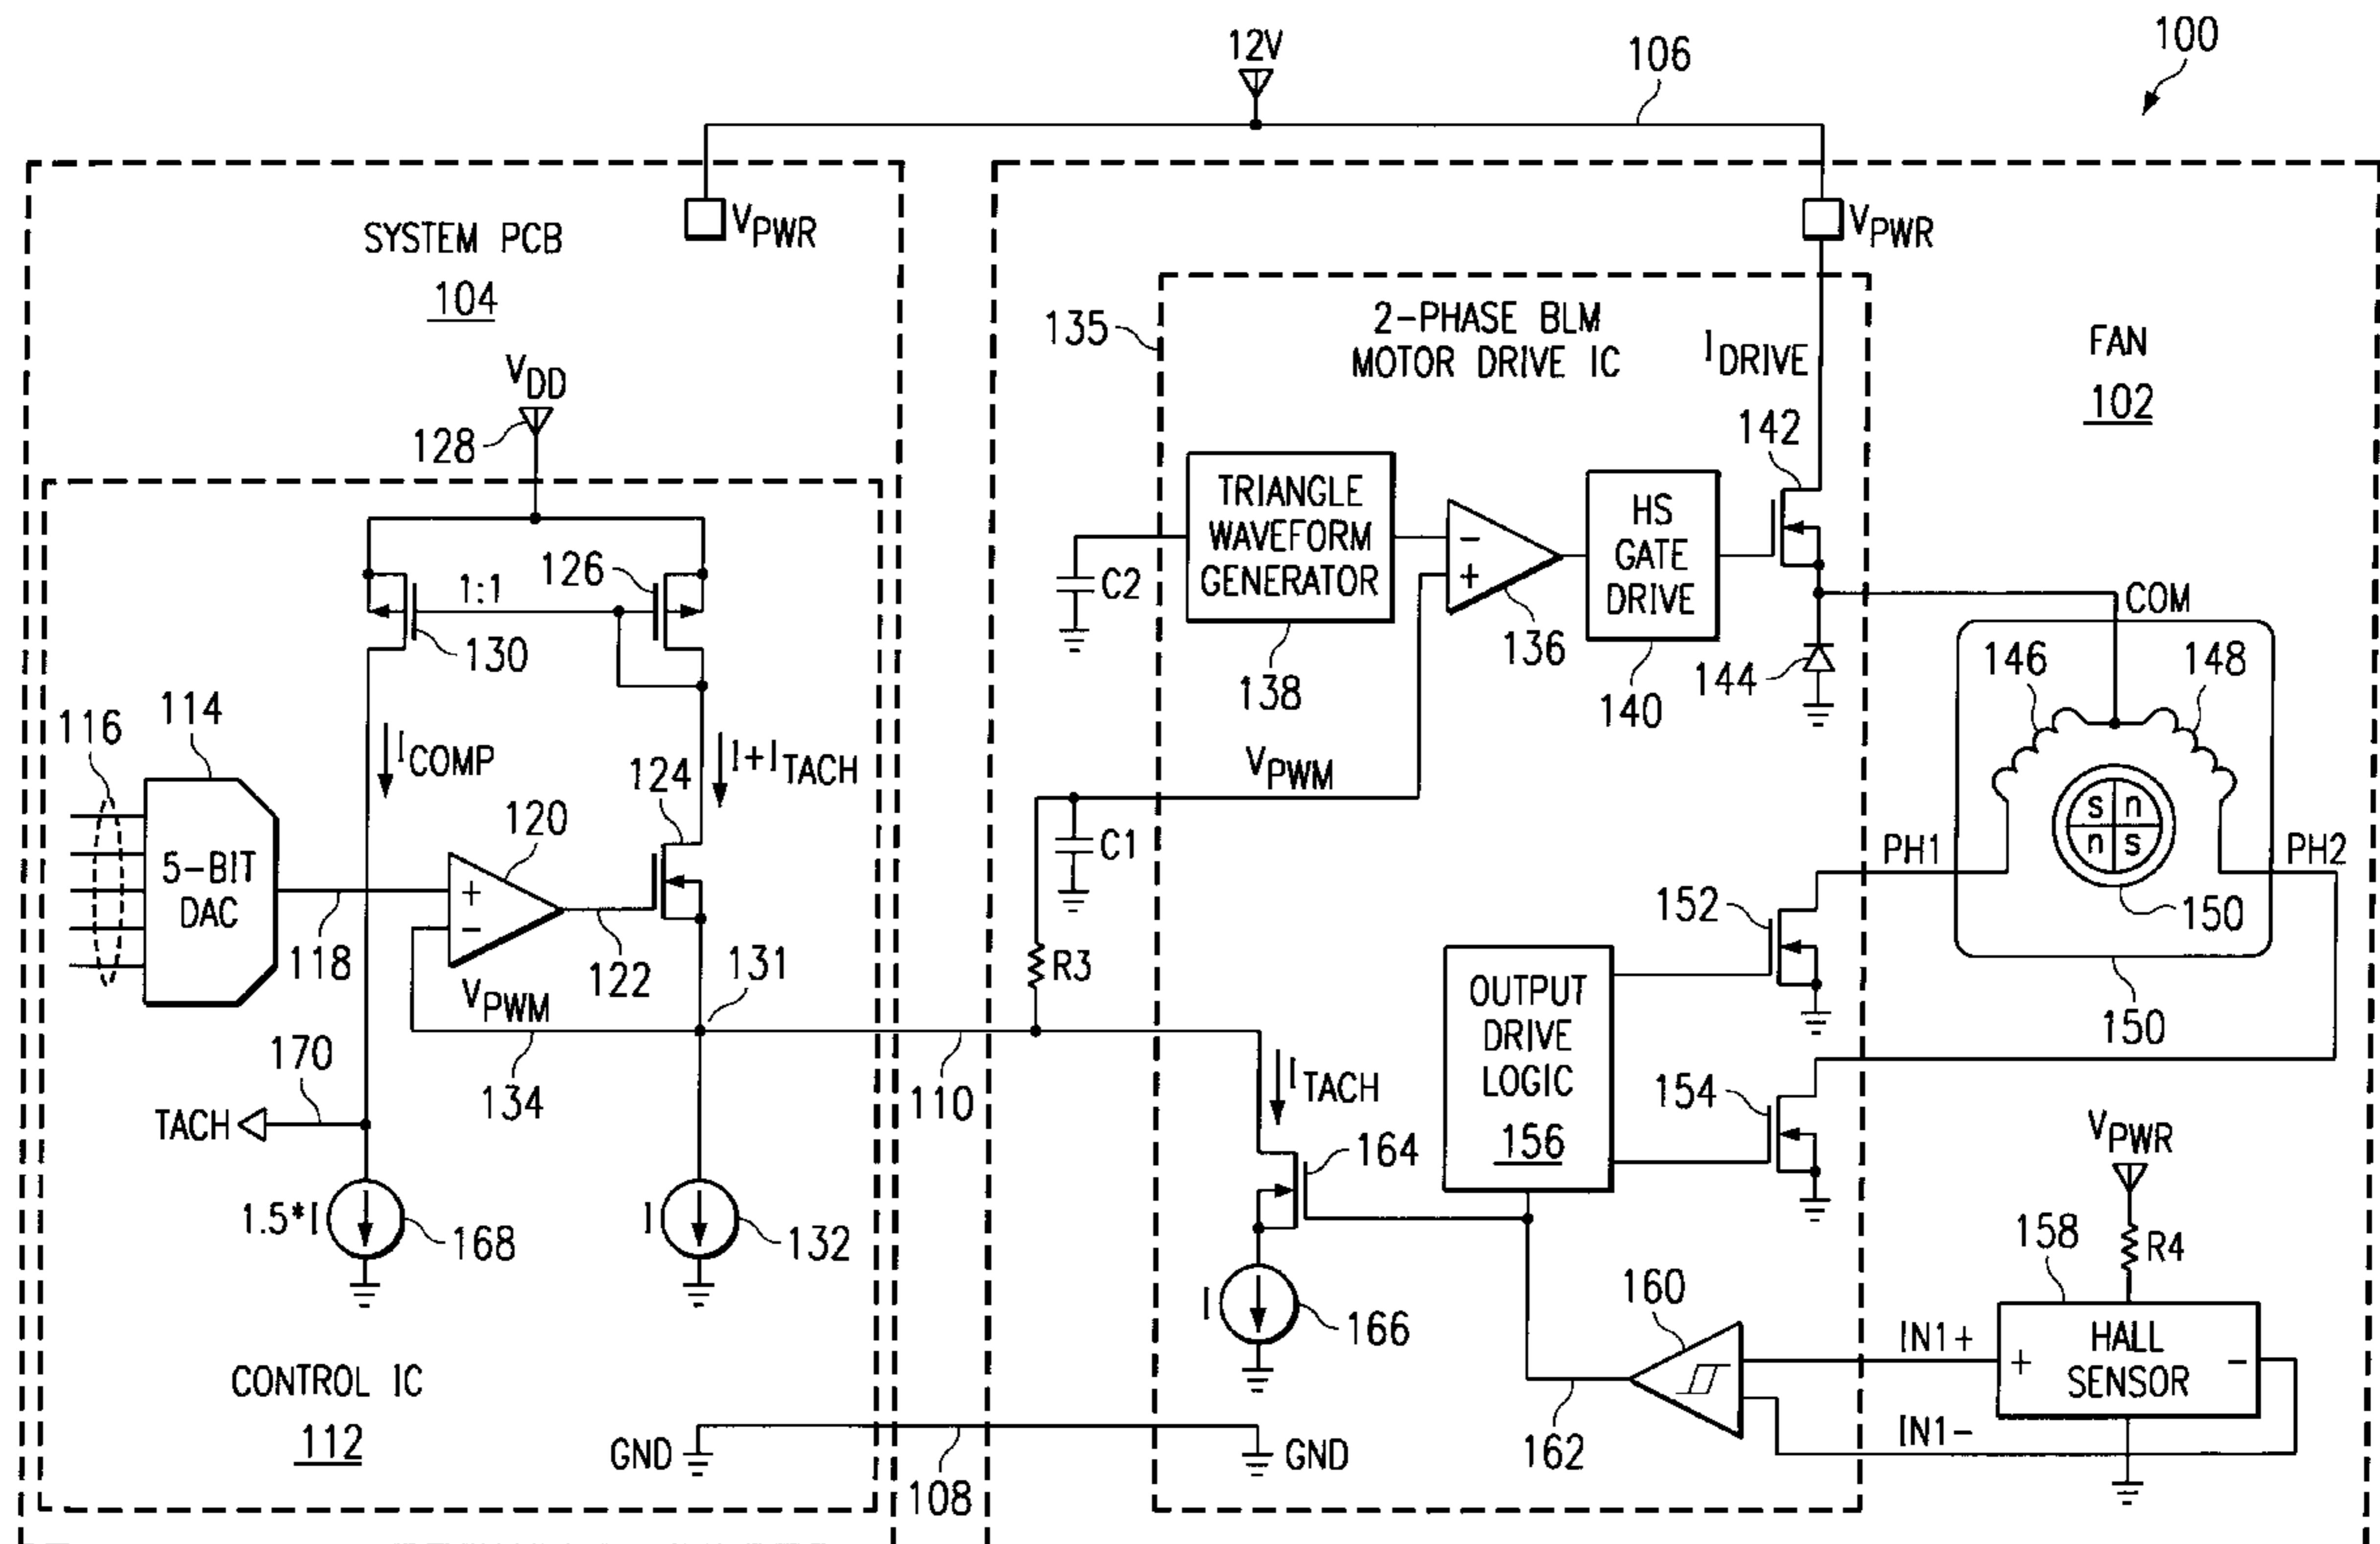 100
12V
106
SYSTEM PCB
104
VPWR
VPWR
135
2-PHASE BLM
MOTOR DRIVE IC
IDRIVE
FAN
102
VDD
128
142
TRIANGLE
WAVEFORM
GENERATOR
138
C2
-
+
136
HS
GATE
DRIVE
140
144
COM
146
148
1:1
126
130
ICOMP
I+ITACH
116
114
5-BIT
DAC
118
120
+
-
122
124
VPWM
134
131
VPWM
C1
R3
s n
n s
150
150
PH1
PH2
152
154
OUTPUT
DRIVE
LOGIC
156
170
TACH
110
ITACH
164
1.5*I
168
I
132
I
166
VPWR
R4
158
160
162
IN1+
IN1-
+
HALL
SENSOR
-
CONTROL IC
112
GND
108
GND